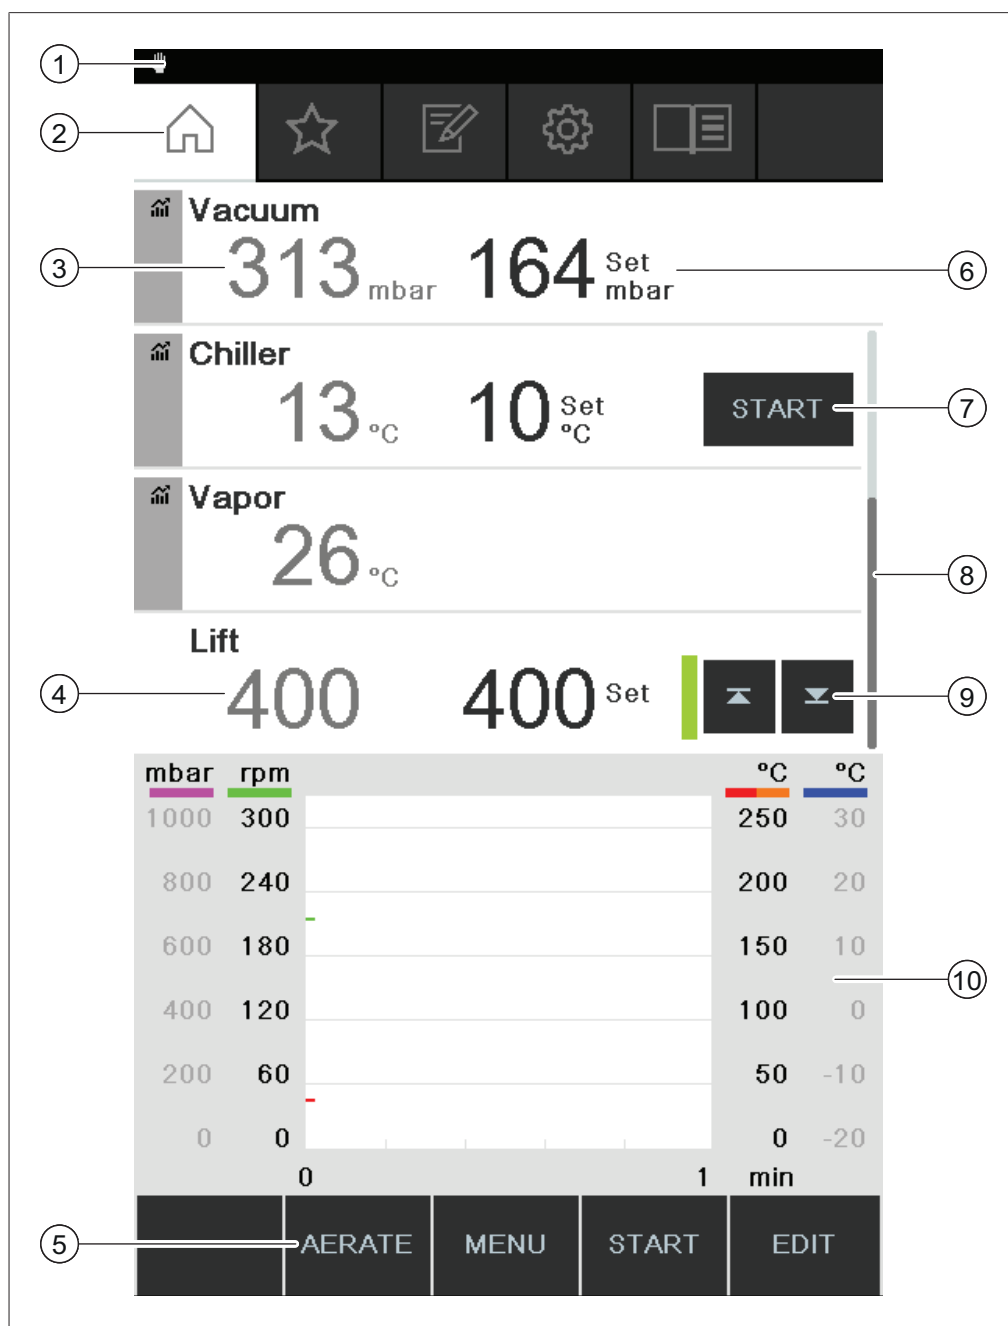 1
2
Vacuum
3
313 mbar 164 Set mbar
6
Chiller
13 °C 10 Set °C
START
7
Vapor
26 °C
8
Lift
4
400 400 Set
9
mbar rpm °C °C
1000 300 250 30
800 240 200 20
600 180 150 10
10
400 120 100 0
200 60 50 -10
0 0 0 -20
0 1 min
5
AERATE MENU START EDIT